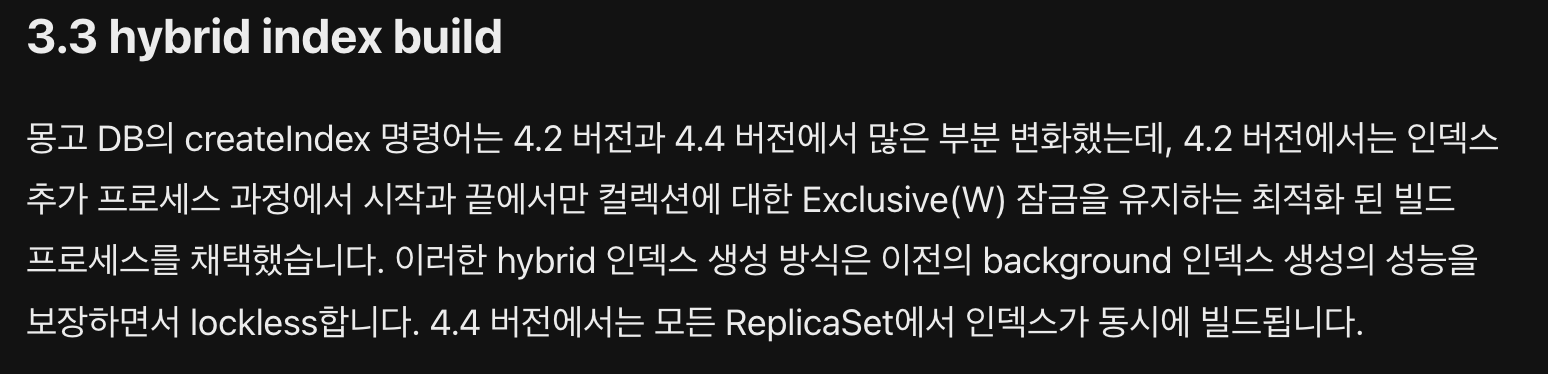 3.3 hybrid index build
몽고 DB의 createIndex 명령어는 4.2 버전과 4.4 버전에서 많은 부분 변화했는데, 4.2 버전에서는 인덱스
추가 프로세스 과정에서 시작과 끝에서만 컬렉션에 대한 Exclusive(W) 잠금을 유지하는 최적화 된 빌드
프로세스를 채택했습니다. 이러한 hybrid 인덱스 생성 방식은 이전의 background 인덱스 생성의 성능을
보장하면서 lockless합니다. 4.4 버전에서는 모든 ReplicaSet에서 인덱스가 동시에 빌드됩니다.